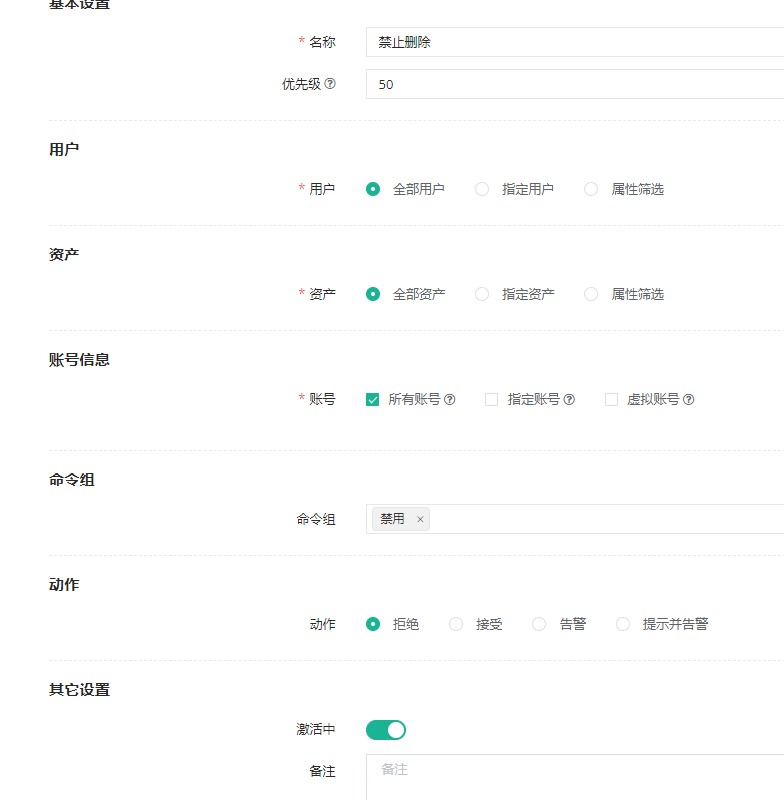 基本设置
* 名称 禁止删除
优先级 50
用户
* 用户 全部用户 指定用户 属性筛选
资产
* 资产 全部资产 指定资产 属性筛选
账号信息
* 账号 所有账号 指定账号 虚拟账号
命令组
命令组 禁用 ×
动作
动作 拒绝 接受 告警 提示并告警
其它设置
激活中
备注 备注